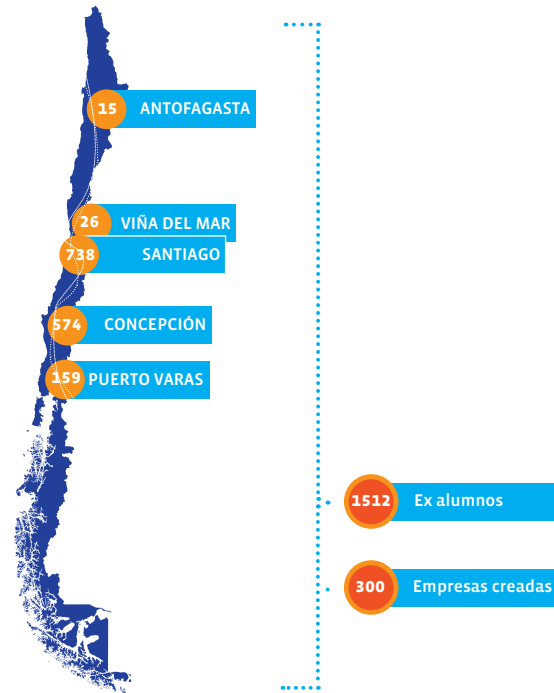 15 ANTOFAGASTA
26 VIÑA DEL MAR
738 SANTIAGO
574 CONCEPCIÓN
159 PUERTO VARAS
1512 Ex alumnos
300 Empresas creadas